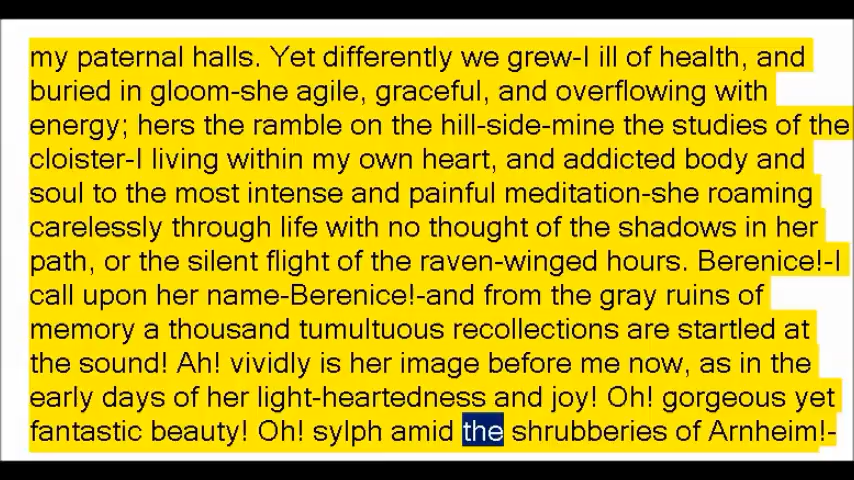 my paternal halls. Yet differently we grew-I ill of health, and
buried in gloom-she agile, graceful, and overflowing with
energy; hers the ramble on the hill-side-mine the studies of the
cloister-I living within my own heart, and addicted body and
soul to the most intense and painful meditation-she roaming
carelessly through life with no thought of the shadows in her
path, or the silent flight of the raven-winged hours. Berenice!-I
call upon her name-Berenice!-and from the gray ruins of
memory a thousand tumultuous recollections are startled at
the sound! Ah! vividly is her image before me now, as in the
early days of her light-heartedness and joy! Oh! gorgeous yet
fantastic beauty! Oh! sylph amid the shrubberies of Arnheim!-